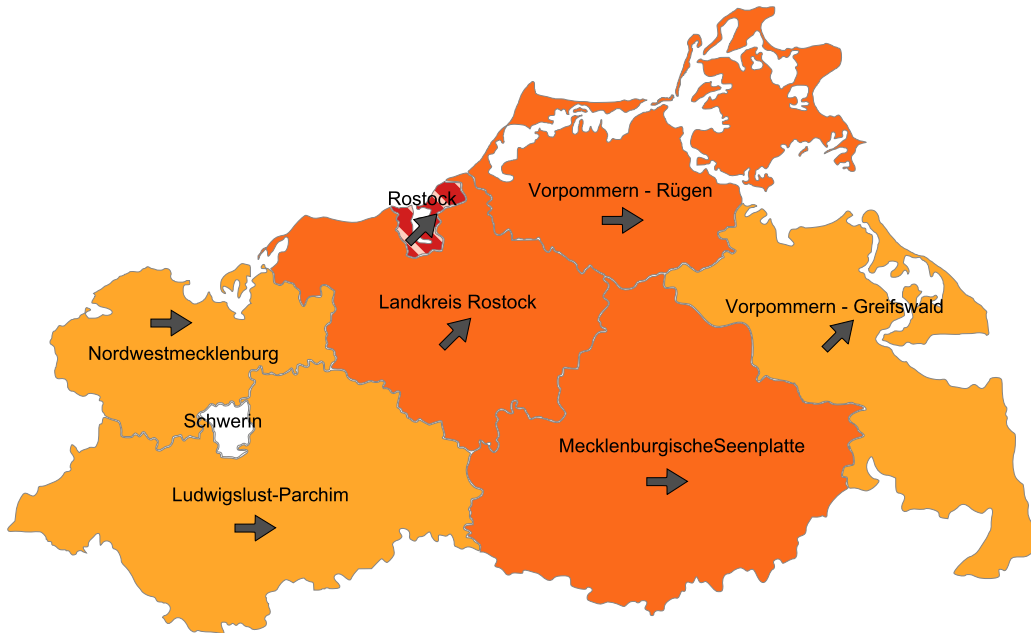 Vorpommern - Rügen
Rostock
Landkreis Rostock
Vorpommern - Greifswald
Nordwestmecklenburg
Schwerin
MecklenburgischeSeenplatte
Ludwigslust-Parchim